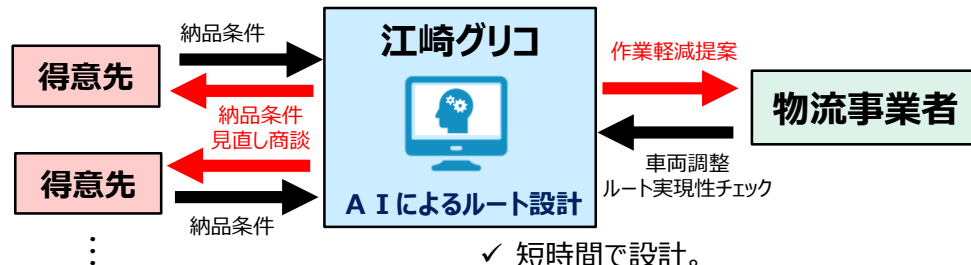 納品条件
得意先
納品条件
見直し商談
得意先
納品条件
⋮
江崎グリコ
ＡＩによるルート設計
作業軽減提案
物流事業者
車両調整
ルート実現性チェック
✓ 短時間で設計。